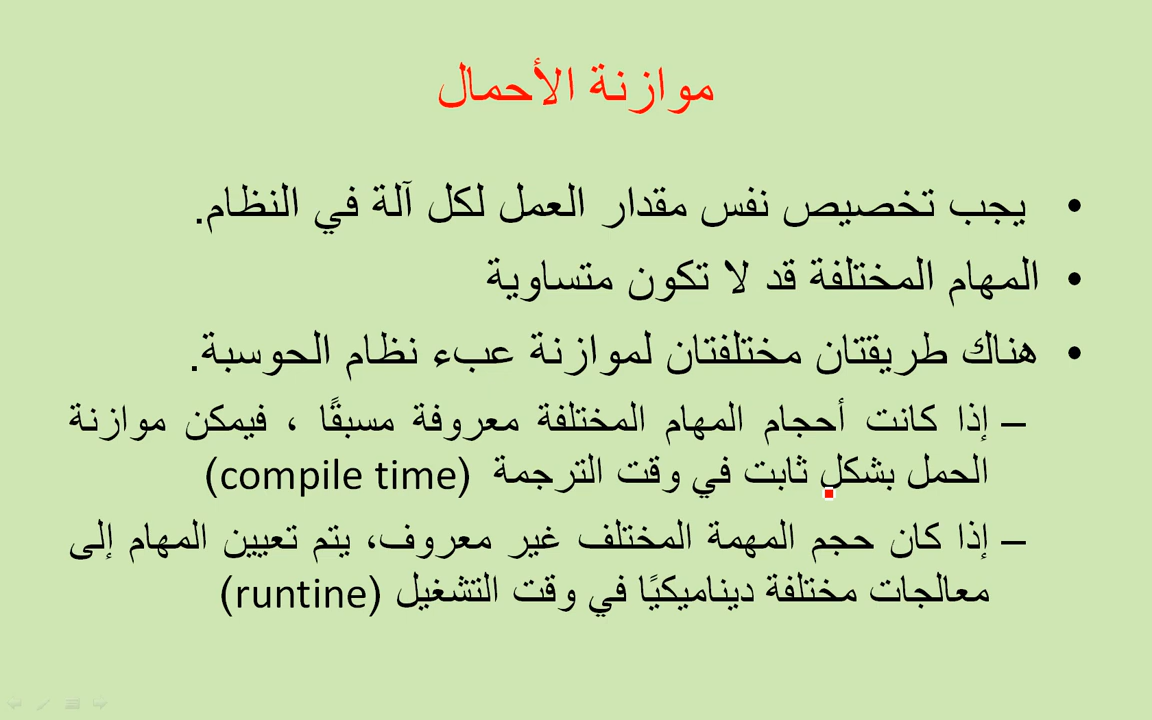 موازنة الأحمال
• يجب تخصيص نفس مقدار العمل لكل آلة في النظام.
• المهام المختلفة قد لا تكون متساوية
• هناك طريقتان مختلفتان لموازنة عبء نظام الحوسبة.
– إذا كانت أحجام المهام المختلفة معروفة مسبقًا ، فيمكن موازنة
الحمل بشكل ثابت في وقت الترجمة (compile time)
– إذا كان حجم المهمة المختلف غير معروف، يتم تعيين المهام إلى
معالجات مختلفة ديناميكيًا في وقت التشغيل (runtine)